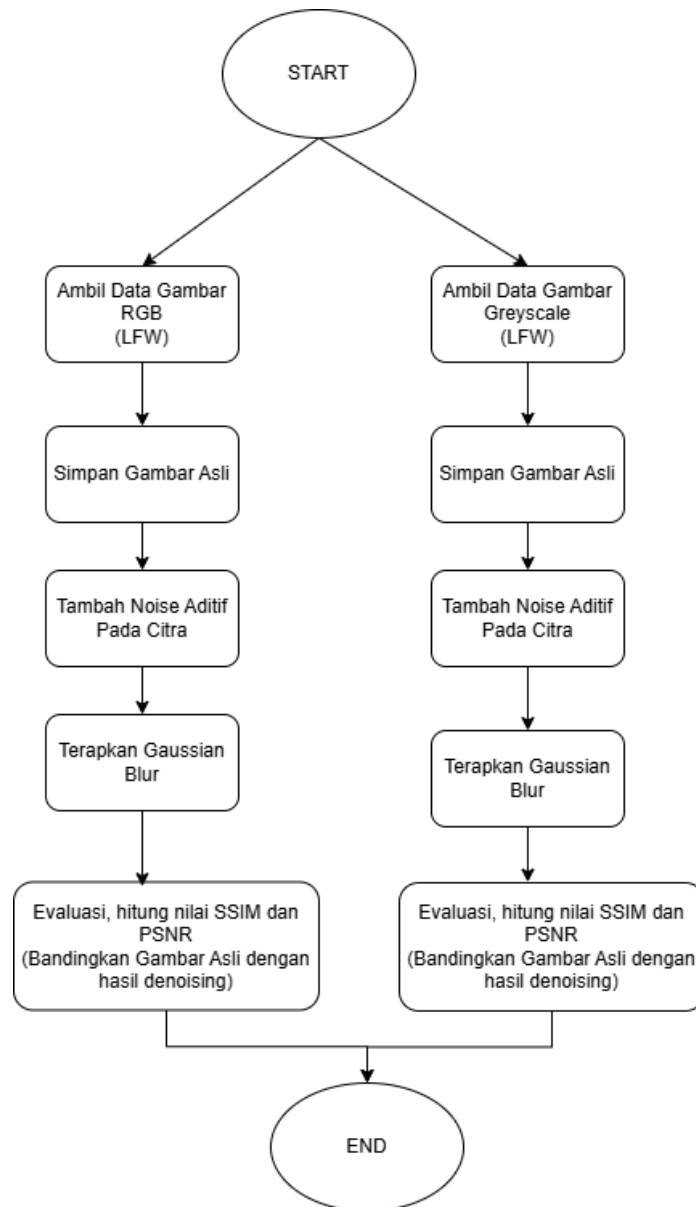 START
Ambil Data Gambar
RGB
(LFW)
Simpan Gambar Asli
Tambah Noise Aditif
Pada Citra
Terapkan Gaussian
Blur
Evaluasi, hitung nilai SSIM dan
PSNR
(Bandingkan Gambar Asli dengan
hasil denoising)
Ambil Data Gambar
Greyscale
(LFW)
Simpan Gambar Asli
Tambah Noise Aditif
Pada Citra
Terapkan Gaussian
Blur
Evaluasi, hitung nilai SSIM dan
PSNR
(Bandingkan Gambar Asli dengan
hasil denoising)
END